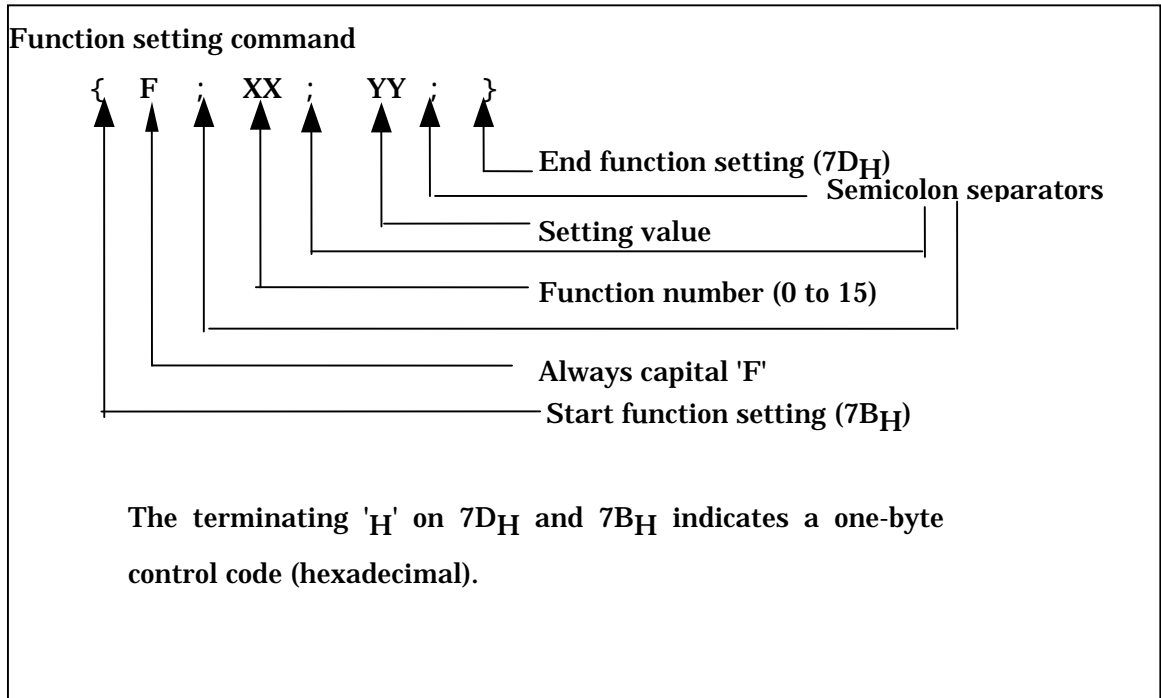 Function setting command
{ F ; XX ; YY ; }
End function setting (7DH)
Semicolon separators
Setting value
Function number (0 to 15)
Always capital 'F'
Start function setting (7BH)
The terminating 'H' on 7DH and 7BH indicates a one-byte
control code (hexadecimal).